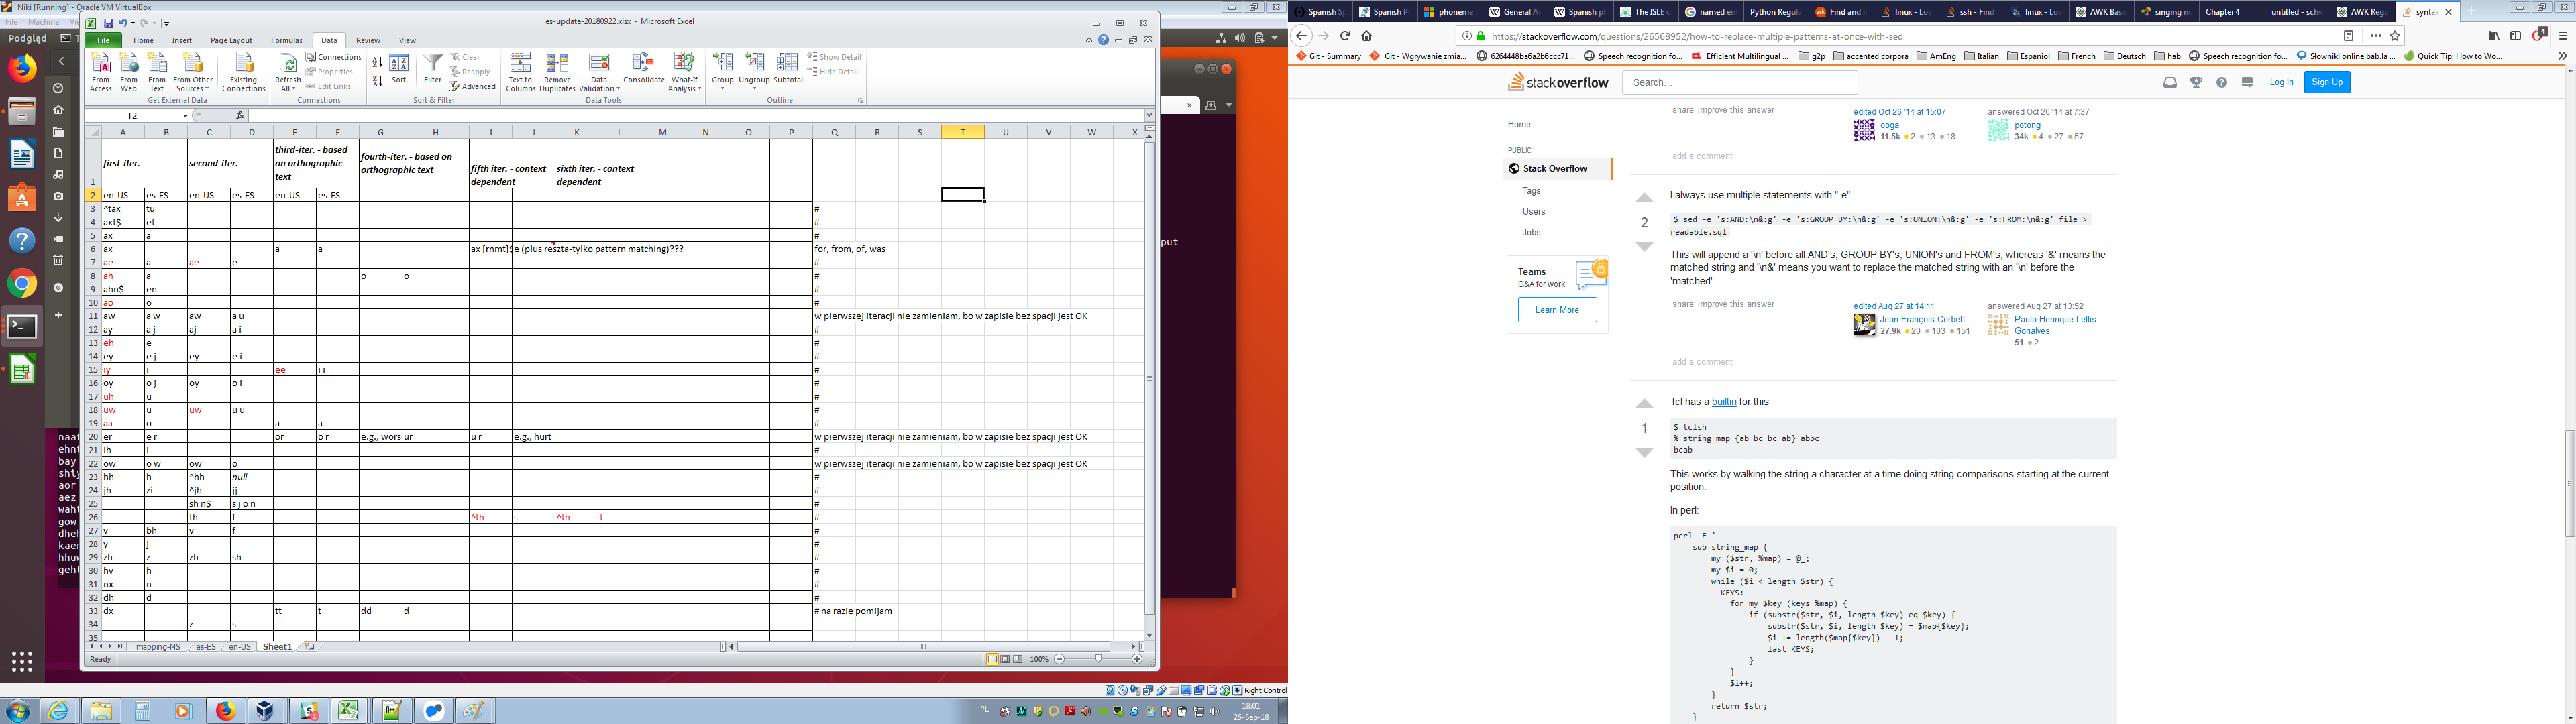 Niki [Running] - Oracle VM VirtualBox
File Machine
Podgląd
es-update-20180922.xlsx - Microsoft Excel
File Home Insert Page Layout Formulas Data Review View
From Access
From Web
From Text
From Other Sources
Existing Connections
Refresh All
Connections
Properties
Edit Links
Sort
Filter
Clear
Reapply
Advanced
Text to Columns
Remove Duplicates
Data Validation
Consolidate
What-If Analysis
Group
Ungroup
Subtotal
Show Detail
Hide Detail
Get External Data Connections Sort & Filter Data Tools Outline
T2 fx
A B C D E F G H I J K L M N O P Q R S T U V W X
1 first-iter. second-iter. third-iter. - based on orthographic text fourth-iter. - based on orthographic text fifth iter. - context dependent sixth iter. - context dependent
2 en-US es-ES en-US es-ES en-US es-ES
3 ^tax tu #
4 axt$ et #
5 ax a #
6 ax a a ax [rnmt]$ e (plus reszta-tylko pattern matching)??? for, from, of, was
7 ae a ae e #
8 ah a o o #
9 ahn$ en #
10 ao o #
11 aw a w aw a u w pierwszej iteracji nie zamieniam, bo w zapisie bez spacji jest OK
12 ay a j aj a i #
13 eh e #
14 ey e j ey e i #
15 iy i ee i i #
16 oy o j oy o i #
17 uh u #
18 uw u uw u u #
19 aa o a a #
20 er e r or o r e.g., wors ur u r e.g., hurt w pierwszej iteracji nie zamieniam, bo w zapisie bez spacji jest OK
21 ih i #
22 ow o w ow o w pierwszej iteracji nie zamieniam, bo w zapisie bez spacji jest OK
23 hh h ^hh null #
24 jh zi ^jh jj #
25 sh n$ s j o n #
26 th f ^th s ^th t #
27 v bh v f #
28 y j #
29 zh z zh sh #
30 hv h #
31 nx n #
32 dh d #
33 dx tt t dd d # na razie pomijam
34 z s
35
mapping-MS es-ES en-US Sheet1
Ready 100%
naat
ehnt
bay
shiy
aor
aez
waht
gow
dheh
kaen
hhuw
geht
put
Right Control
PL 18:01
26-Sep-18
Spanish Sp Spanish P phoneme General Ar Spanish ph The ISLE c named ent Python Regula Find and linux - Loo ssh - Find linux - Loo AWK Basi singing no Chapter 4 untitled - sch AWK Reg syntax
https://stackoverflow.com/questions/26568952/how-to-replace-multiple-patterns-at-once-with-sed
Git - Summary Git - Wgrywanie zmia... 6264448ba6a2b6ccc71... Speech recognition fo... Efficient Multilingual ... g2p accented corpora AmEng Italian Espaniol French Deutsch hab Speech recognition fo... Słowniki online bab.la ... Quick Tip: How to Wo...
stackoverflow Search... Log In Sign Up
Home
PUBLIC
Stack Overflow
Tags
Users
Jobs
Teams
Q&A for work
Learn More
share improve this answer
edited Oct 26 '14 at 15:07
ooga
11.5k 2 13 18
answered Oct 26 '14 at 7:37
potong
34k 4 27 57
add a comment
2
I always use multiple statements with "-e"
$ sed -e 's:AND:\n&:g' -e 's:GROUP BY:\n&:g' -e 's:UNION:\n&:g' -e 's:FROM:\n&:g' file >
readable.sql
This will append a '\n' before all AND's, GROUP BY's, UNION's and FROM's, whereas '&' means the
matched string and '\n&' means you want to replace the matched string with an '\n' before the
'matched'
share improve this answer
edited Aug 27 at 14:11
Jean-François Corbett
27.9k 20 103 151
answered Aug 27 at 13:52
Paulo Henrique Lellis
Gonalves
51 2
add a comment
1
Tcl has a builtin for this
$ tclsh
% string map {ab bc bc ab} abbc
bcab
This works by walking the string a character at a time doing string comparisons starting at the current
position.
In perl:
perl -E '
sub string_map {
my ($str, %map) = @_;
my $i = 0;
while ($i < length $str) {
KEYS:
for my $key (keys %map) {
if (substr($str, $i, length $key) eq $key) {
substr($str, $i, length $key) = $map{$key};
$i += length($map{$key}) - 1;
last KEYS;
}
}
$i++;
}
return $str;
}